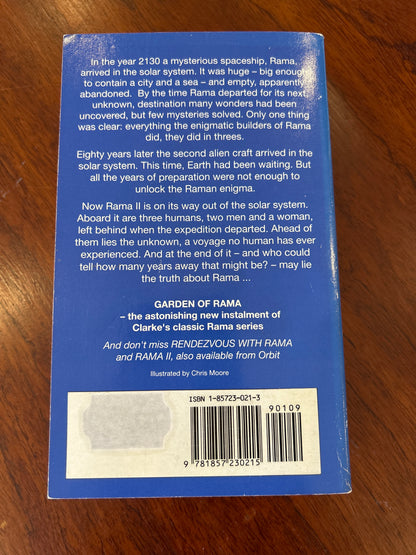 In the year 2130 a mysterious spaceship, Rama,
arrived in the solar system. It was huge – big enough
to contain a city and a sea – and empty, apparently
abandoned. By the time Rama departed for its next,
unknown, destination many wonders had been
uncovered, but few mysteries solved. Only one thing
was clear: everything the enigmatic builders of Rama
did, they did in threes.
Eighty years later the second alien craft arrived in the
solar system. This time, Earth had been waiting. But
all the years of preparation were not enough to
unlock the Raman enigma.
Now Rama II is on its way out of the solar system.
Aboard it are three humans, two men and a woman,
left behind when the expedition departed. Ahead of
them lies the unknown, a voyage no human has ever
experienced. And at the end of it – and who could
tell how many years away that might be? – may lie
the truth about Rama ...
GARDEN OF RAMA
– the astonishing new instalment of
Clarke's classic Rama series
And don't miss RENDEZVOUS WITH RAMA
and RAMA II, also available from Orbit
Illustrated by Chris Moore
ISBN 1-85723-021-3
90109
9 781857 230215